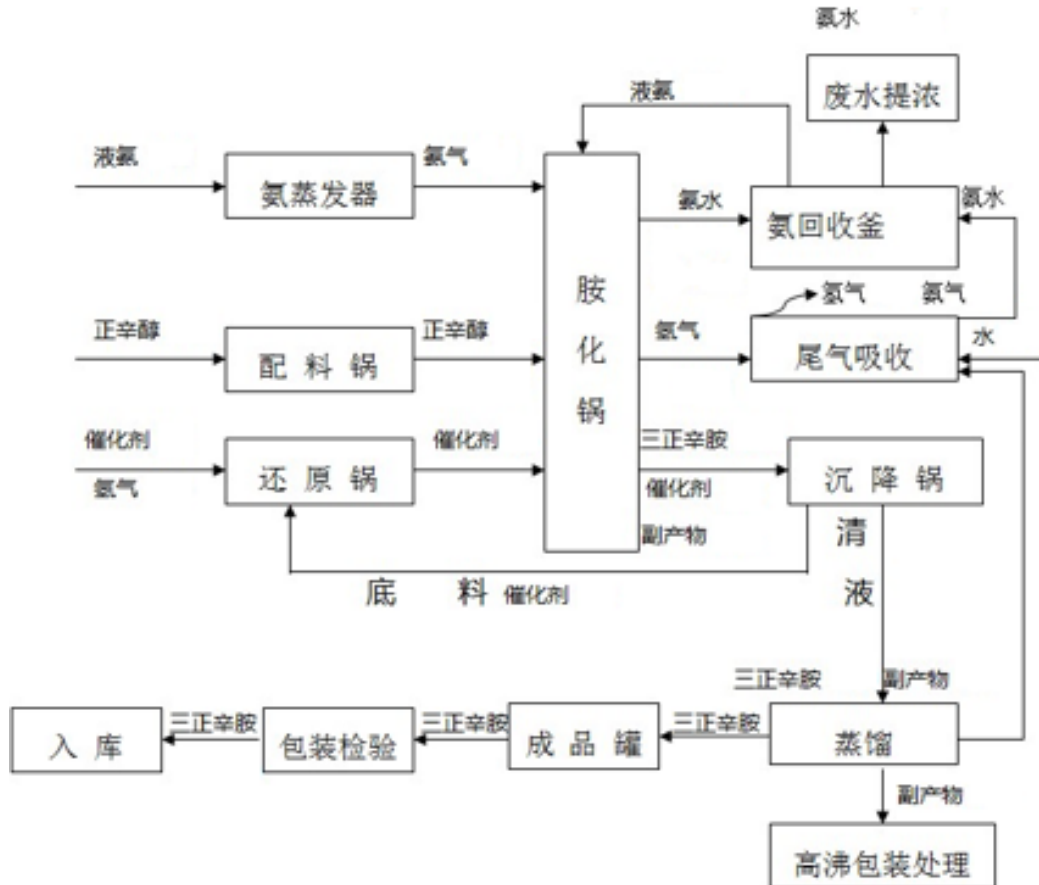 氨水
废水提浓
液氨
液氨
氨气
氨蒸发器
氨水
氨水
氨回收釜
胺化锅
氢气
氨气
正辛醇
正辛醇
氢气
水
配料锅
尾气吸收
催化剂
催化剂
三正辛胺
还原锅
沉降锅
氢气
催化剂
副产物
清液
底料 催化剂
三正辛胺
副产物
三正辛胺
三正辛胺
三正辛胺
入库
包装检验
成品罐
蒸馏
副产物
高沸包装处理